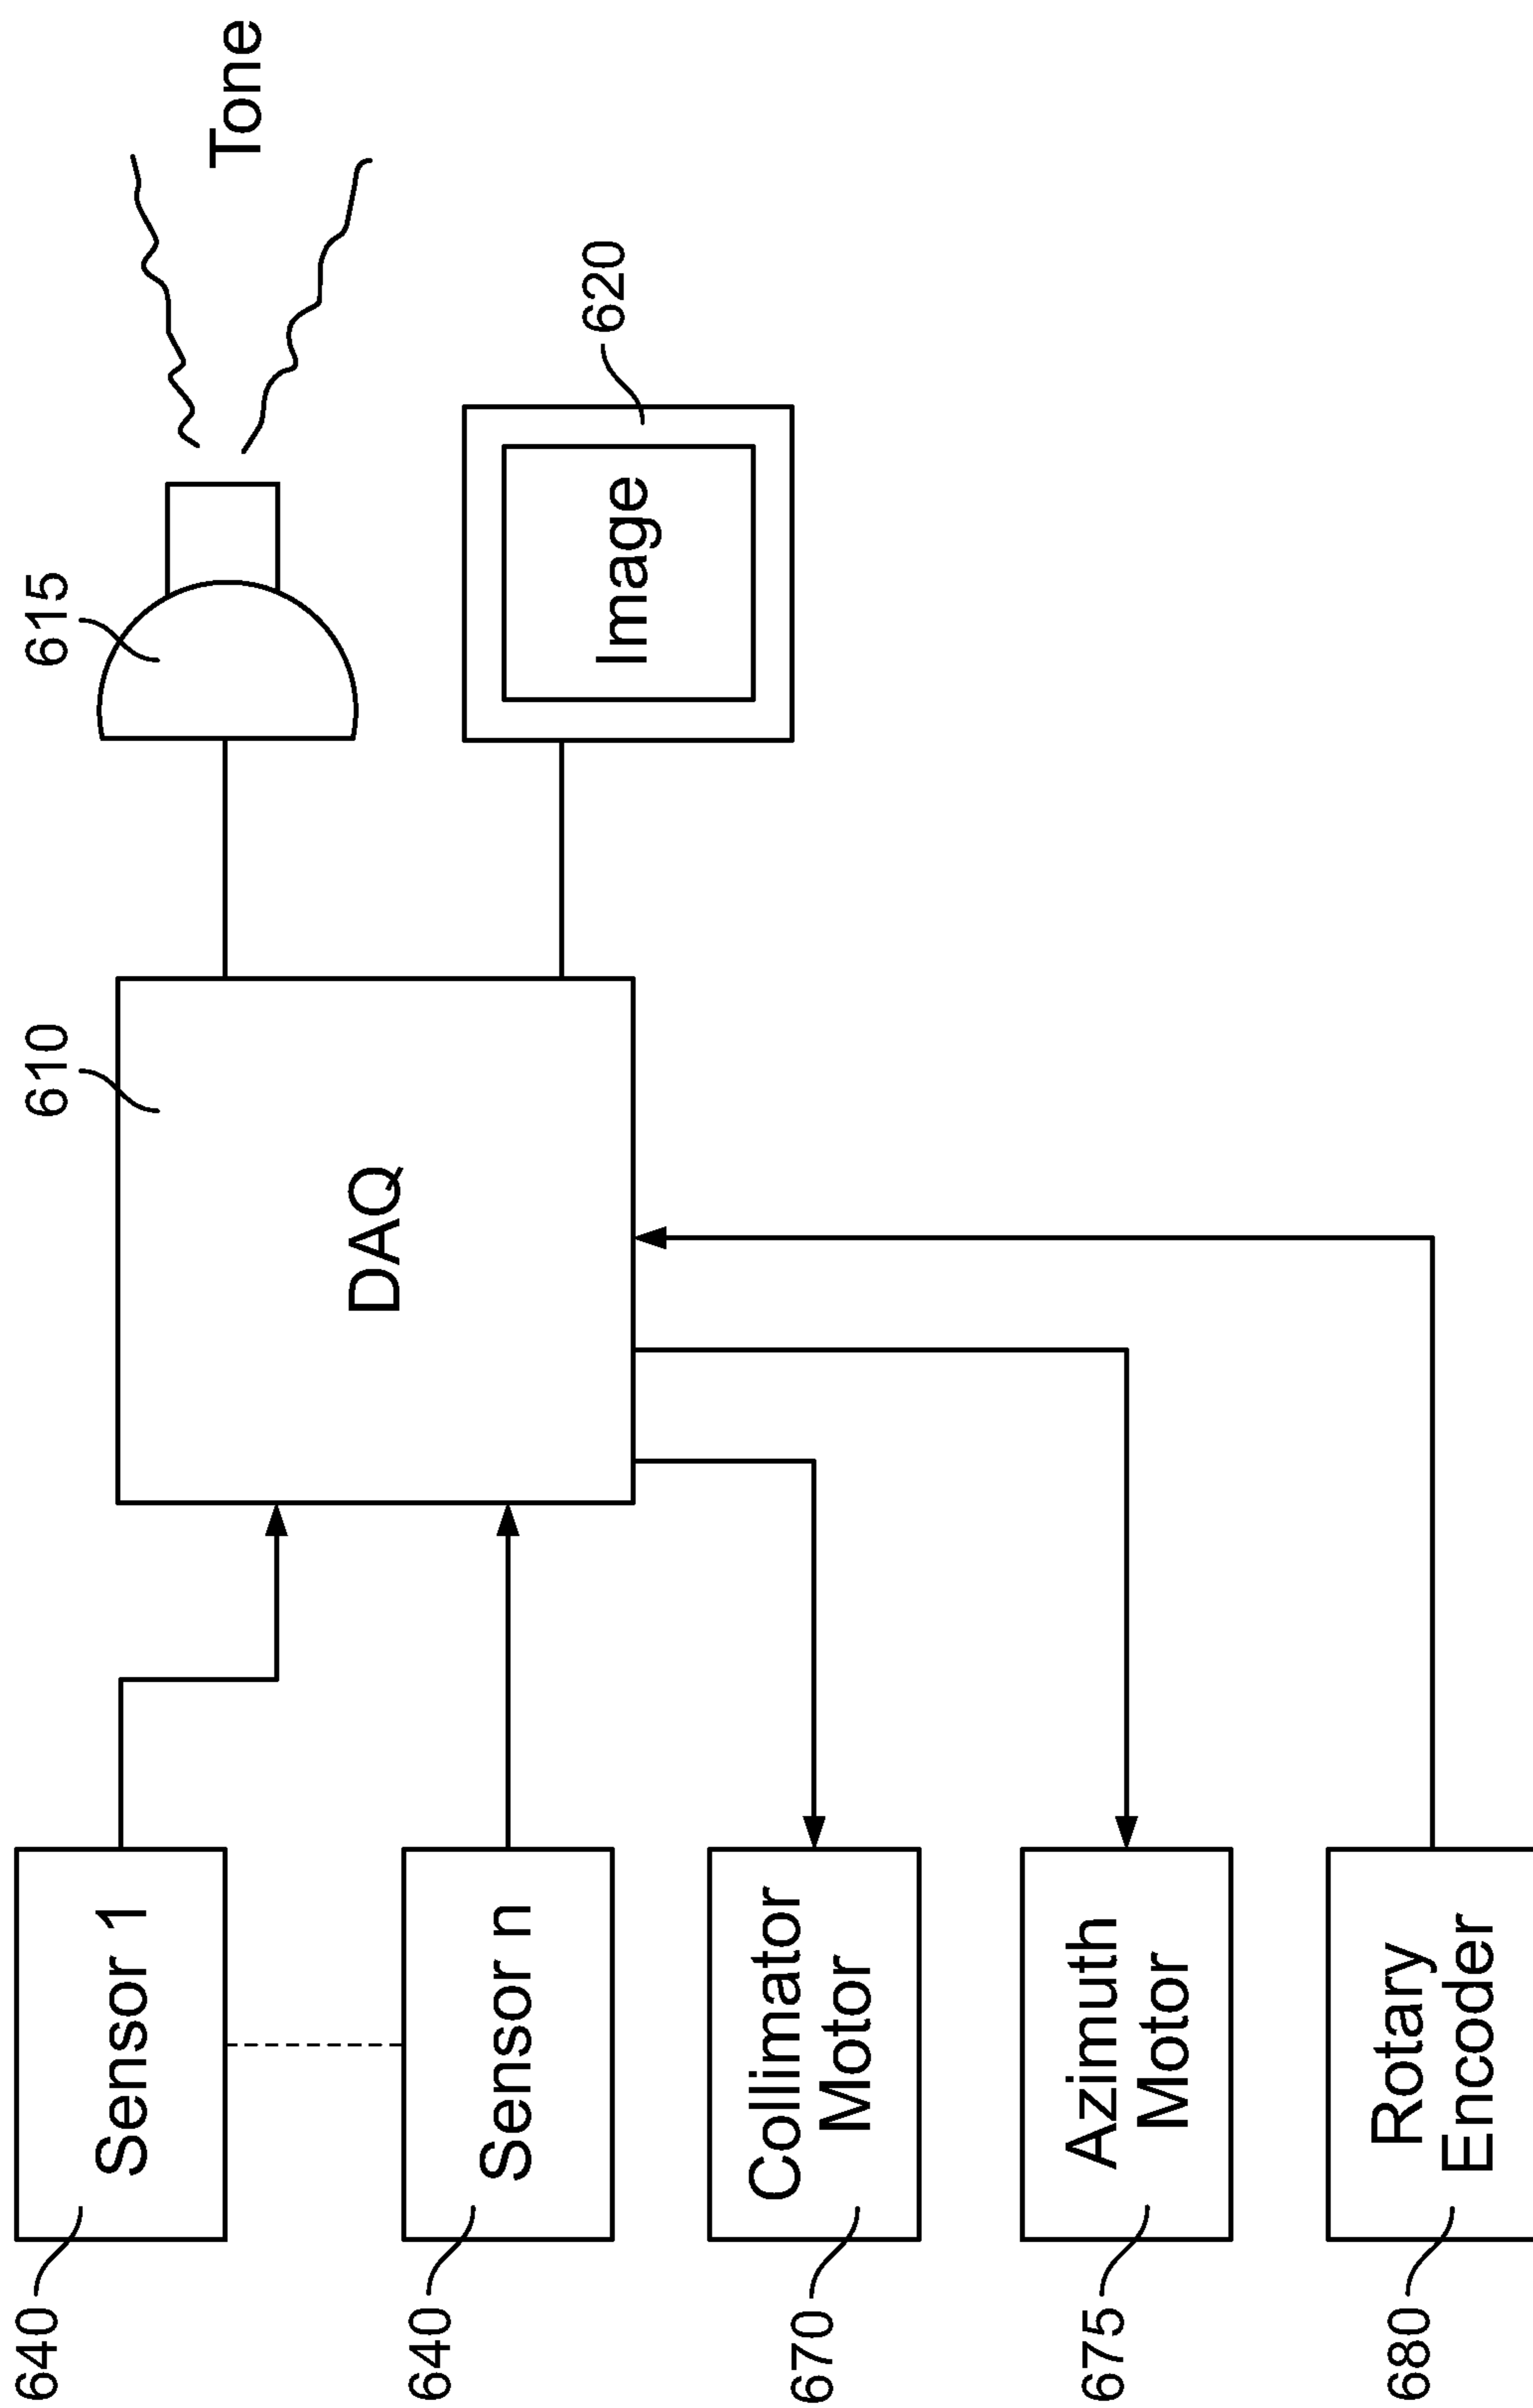 640
Sensor 1
640
Sensor n
670
Collimator
Motor
675
Azimuth
Motor
680
Rotary
Encoder
610
DAQ
615
Tone
620
Image